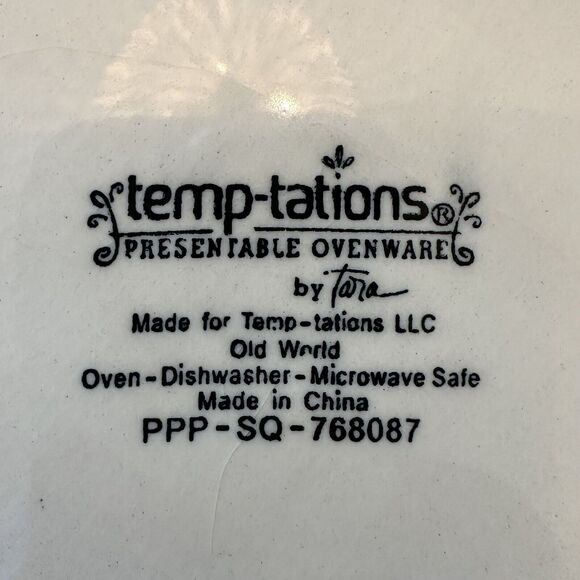 temp-tations®
PRESENTABLE OVENWARE
by Tara
Made for Temp-tations LLC
Old World
Oven-Dishwasher-Microwave Safe
Made in China
PPP-SQ-768087